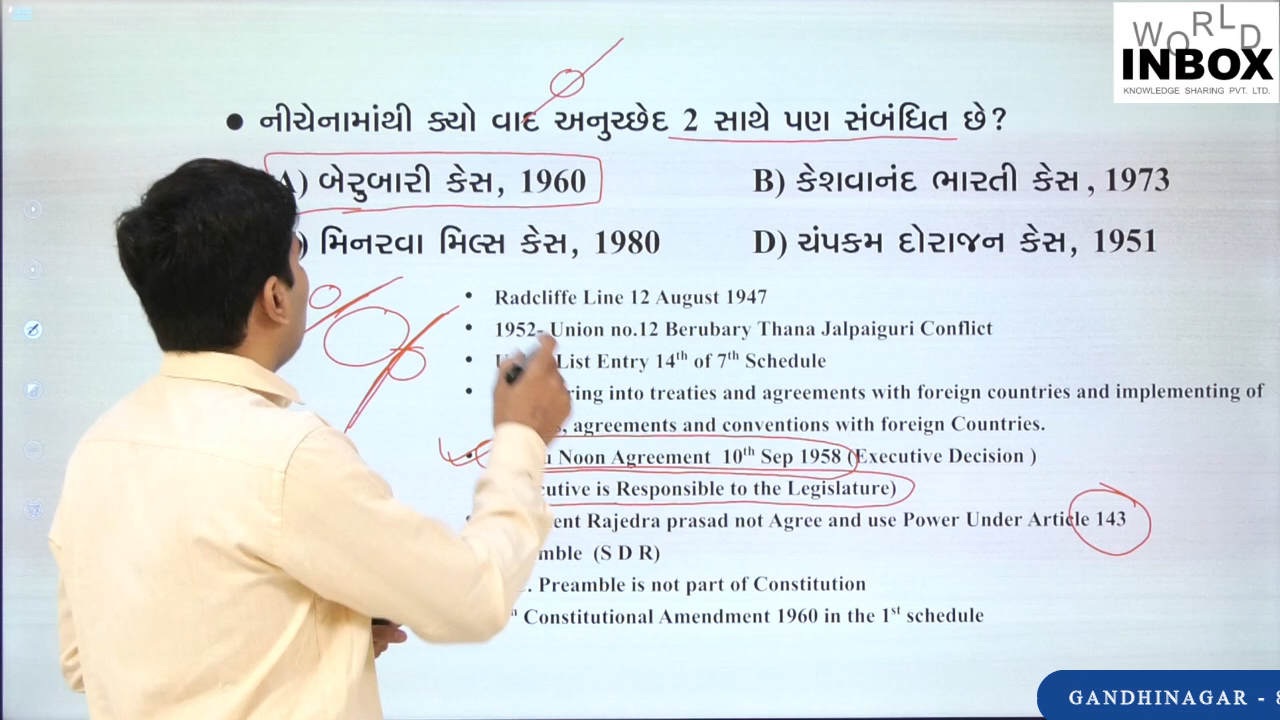 WORLD
INBOX
KNOWLEDGE SHARING PVT. LTD.
• નીચેનામાંથી ક્યો વાદ અનુચ્છેદ 2 સાથે પણ સંબંધિત છે?
A) બેરુબારી કેસ, 1960 B) કેશવાનંદ ભારતી કેસ, 1973
) મિનરવા મિલ્સ કેસ, 1980 D) ચંપકમ દોરાજન કેસ, 1951
• Radcliffe Line 12 August 1947
• 1952- Union no.12 Berubary Thana Jalpaiguri Conflict
• List Entry 14th of 7th Schedule
• into treaties and agreements with foreign countries and implementing of
, agreements and conventions with foreign Countries.
Noon Agreement 10th Sep 1958 (Executive Decision )
is Responsible to the Legislature)
Rajedra prasad not Agree and use Power Under Article 143
(S D R)
. Preamble is not part of Constitution
Constitutional Amendment 1960 in the 1st schedule
GANDHINAGAR -